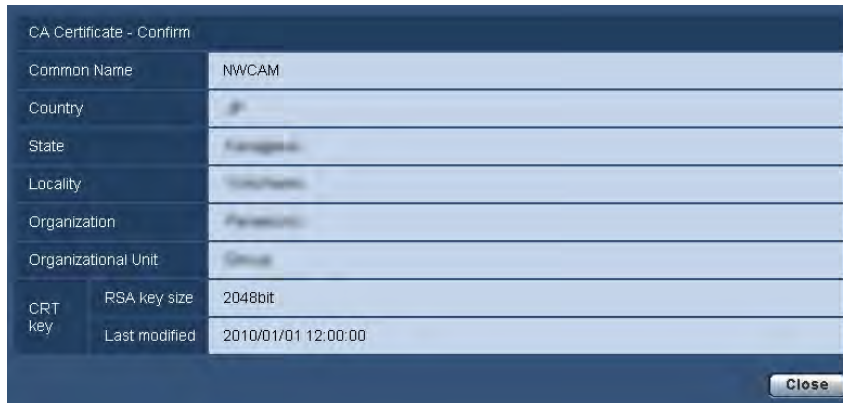 CA Certificate - Confirm
Common Name NWCAM
Country
State
Locality
Organization
Organizational Unit
CRT key
RSA key size 2048bit
Last modified 2010/01/01 12:00:00
Close